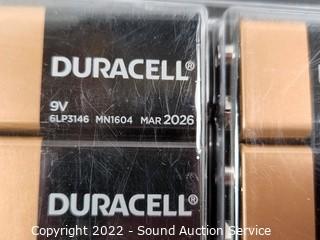 DURACELL®
9V
6LP3146 MN1604 MAR 2026
DURACELL®
Copyright 2022 - Sound Auction Service